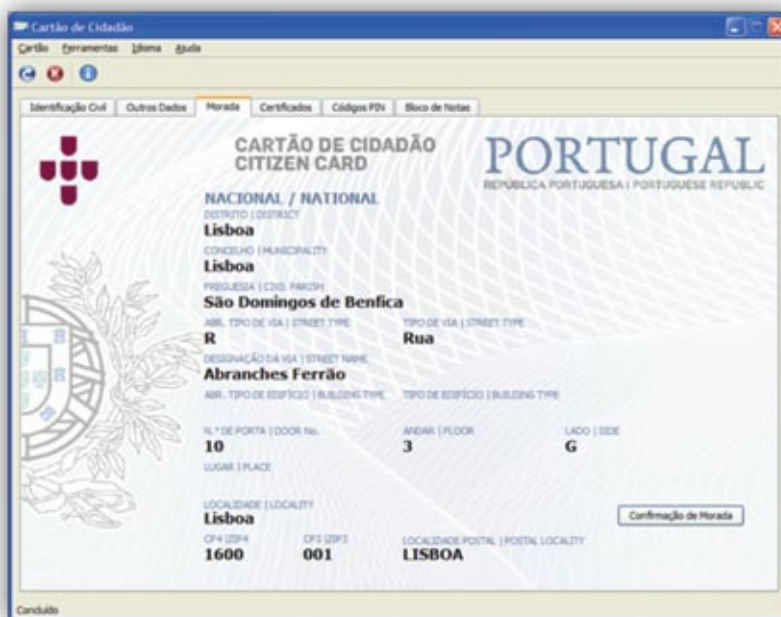 Cartão de Cidadão
Cartão Ferramentas Idioma Ajuda
Identificação Civil Outros Dados Morada Certificados Códigos PIN Bloco de Notas
CARTÃO DE CIDADÃO
CITIZEN CARD
PORTUGAL
REPÚBLICA PORTUGUESA | PORTUGUESE REPUBLIC
NACIONAL / NATIONAL
DISTRITO | DISTRICT
Lisboa
CONCELHO | MUNICIPALITY
Lisboa
FREGUESIA | CIVIL PARISH
São Domingos de Benfica
ABR. TIPO DE VIA | STREET TYPE TIPO DE VIA | STREET TYPE
R Rua
DESIGNAÇÃO DA VIA | STREET NAME
Abranches Ferrão
ABR. TIPO DE EDIFÍCIO | BUILDING TYPE TIPO DE EDIFÍCIO | BUILDING TYPE
N.º DE PORTA | DOOR No. ANDAR | FLOOR LADO | SIDE
10 3 G
LUGAR | PLACE
LOCALIDADE | LOCALITY
Lisboa
Confirmação de Morada
CP4 | ZIP4 CP3 | ZIP3 LOCALIDADE POSTAL | POSTAL LOCALITY
1600 001 LISBOA
Concluído